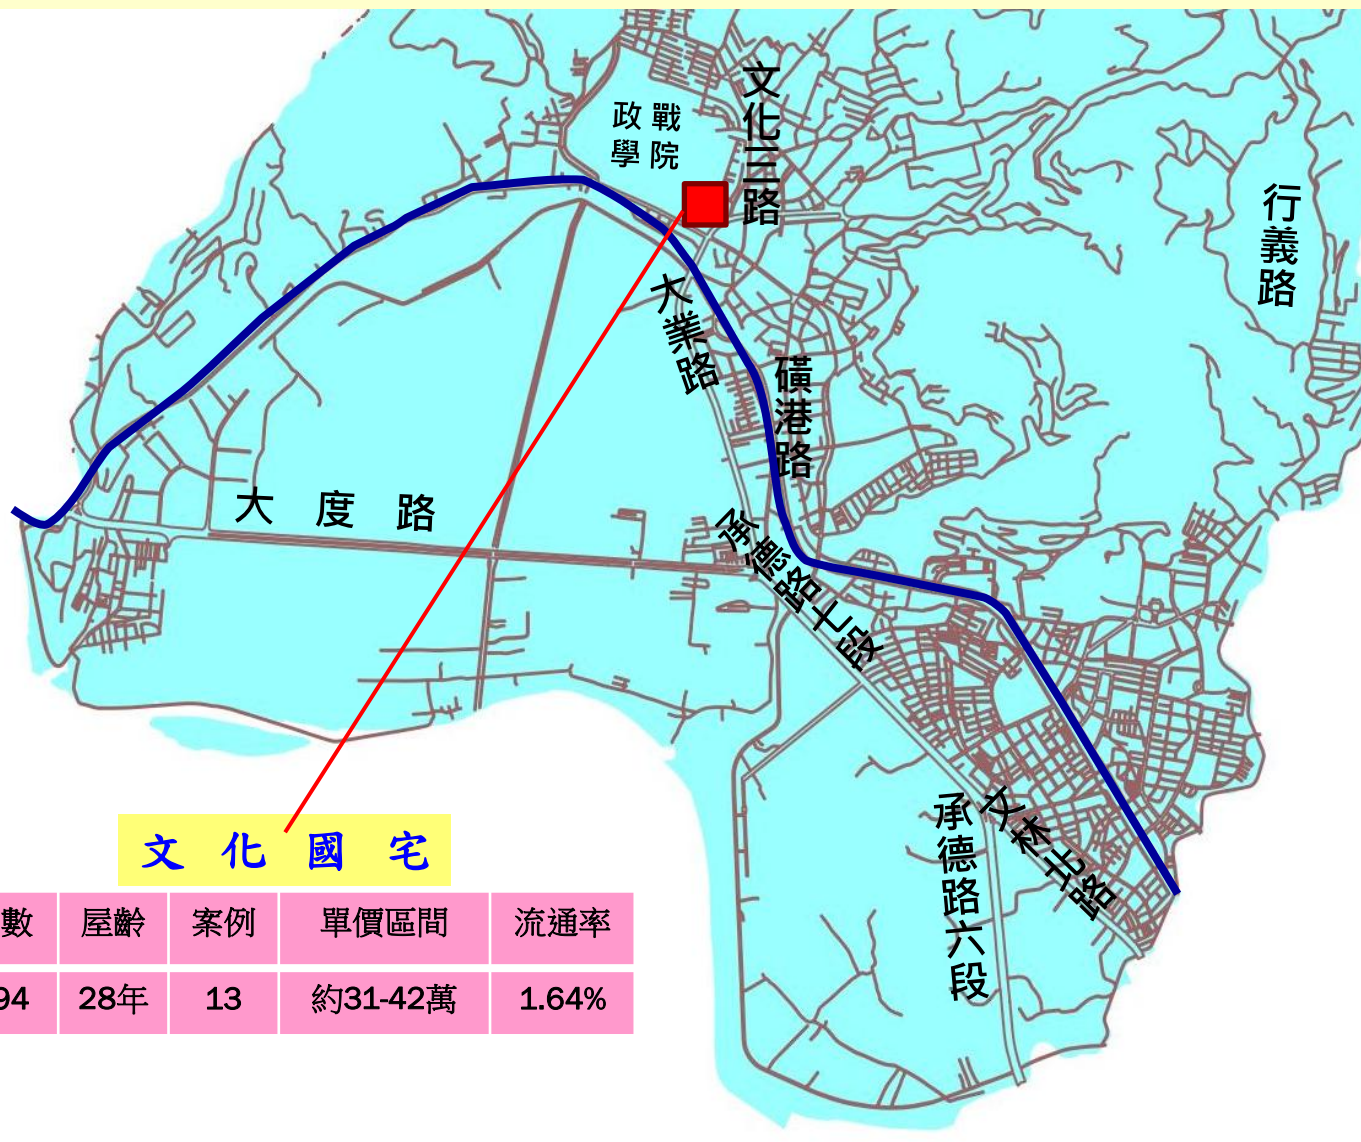 文化三路
政戰
學院
行義路
大業路
磺港路
大度路
承德路七段
承德路六段
文林北路
文化國宅
數 屋齡 案例 單價區間 流通率
94 28年 13 約31-42萬 1.64%